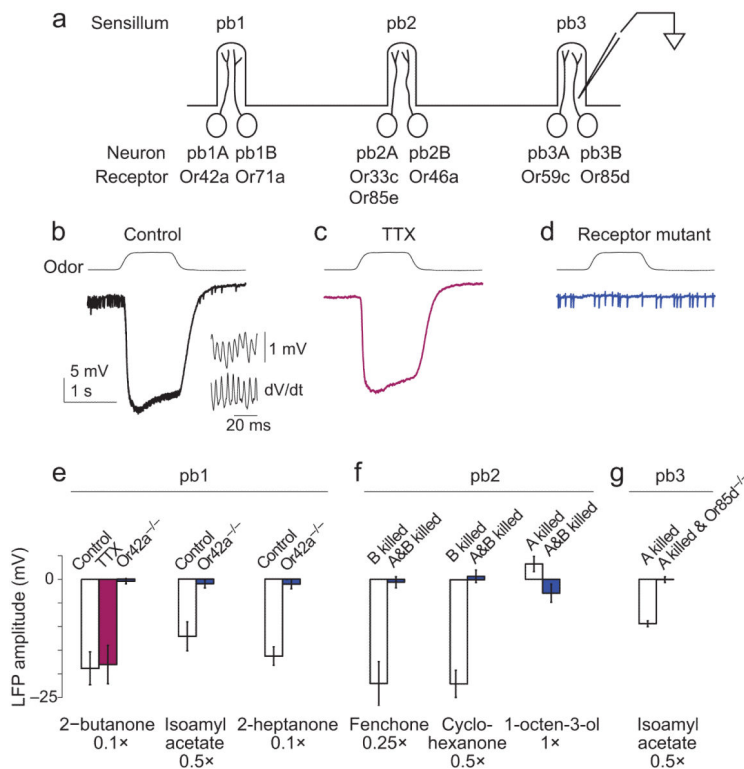 a
Sensillum pb1 pb2 pb3
Neuron pb1A pb1B pb2A pb2B pb3A pb3B
Receptor Or42a Or71a Or33c Or46a Or59c Or85d
Or85e
b Control
c TTX
d Receptor mutant
Odor
5 mV
1 s
1 mV
dV/dt
20 ms
e pb1
f pb2
g pb3
Control
TTX
Or42a−/−
Control
Or42a−/−
Control
Or42a−/−
B killed
A&B killed
B killed
A&B killed
A killed
A&B killed
A killed
A killed & Or85d−/−
LFP amplitude (mV)
0
−25
2−butanone
0.1×
Isoamyl
acetate
0.5×
2-heptanone
0.1×
Fenchone
0.25×
Cyclo-
hexanone
0.5×
1-octen-3-ol
1×
Isoamyl
acetate
0.5×